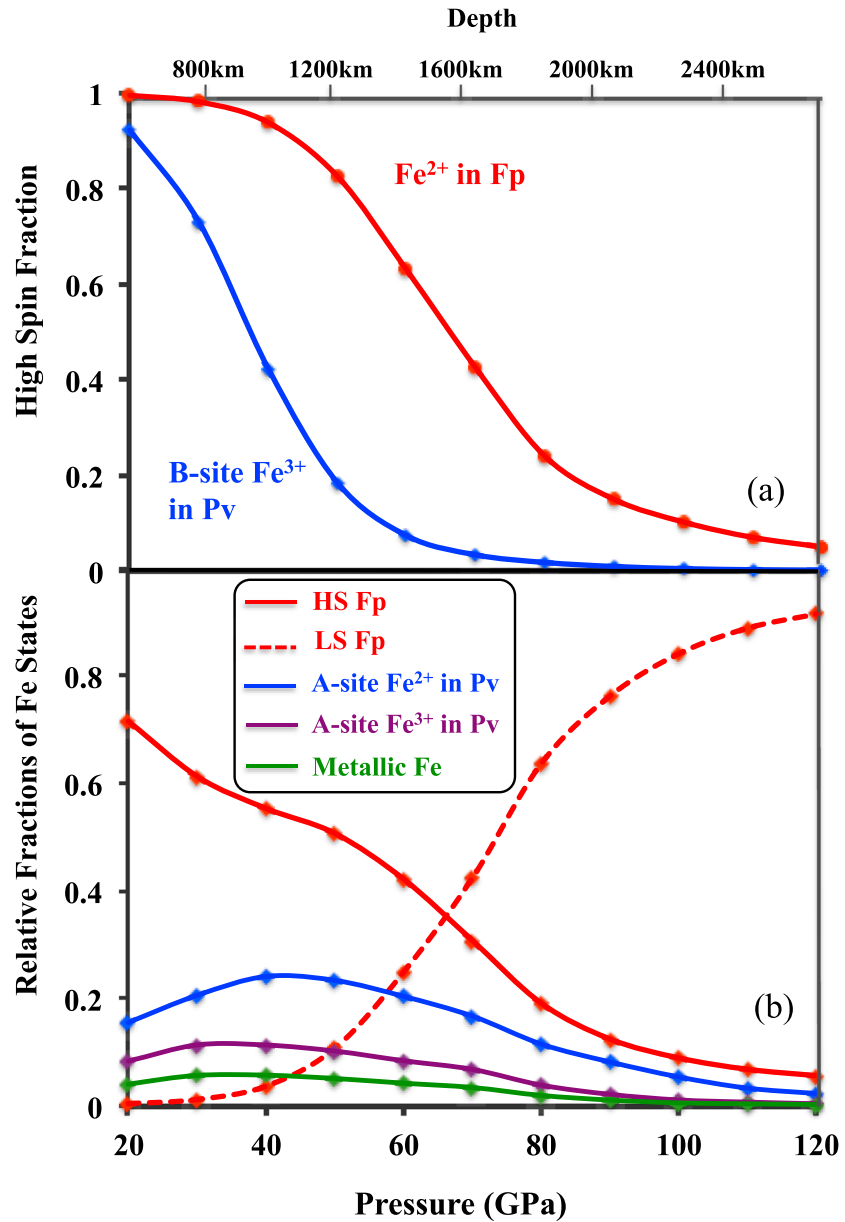 Depth
800km 1200km 1600km 2000km 2400km
High Spin Fraction
1
0.8
0.6
0.4
0.2
0
Fe²⁺ in Fp
B-site Fe³⁺
in Pv
(a)
Relative Fractions of Fe States
HS Fp
LS Fp
A-site Fe²⁺ in Pv
A-site Fe³⁺ in Pv
Metallic Fe
0.8
0.6
0.4
0.2
0
(b)
20 40 60 80 100 120
Pressure (GPa)